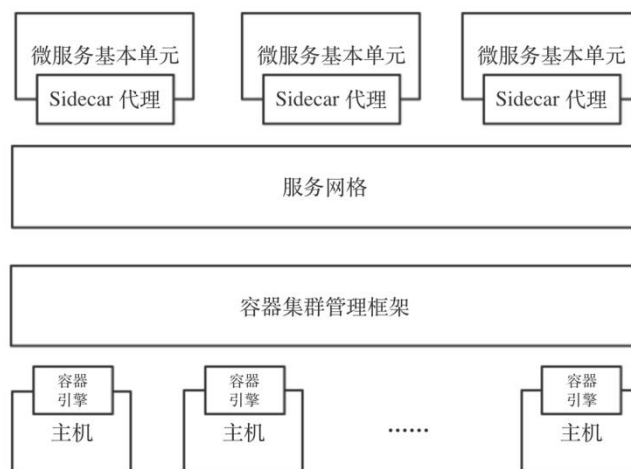 微服务基本单元 微服务基本单元 微服务基本单元
Sidecar 代理 Sidecar 代理 Sidecar 代理
服务网格
容器集群管理框架
容器 容器 容器
引擎 引擎 引擎
主机 主机 …… 主机